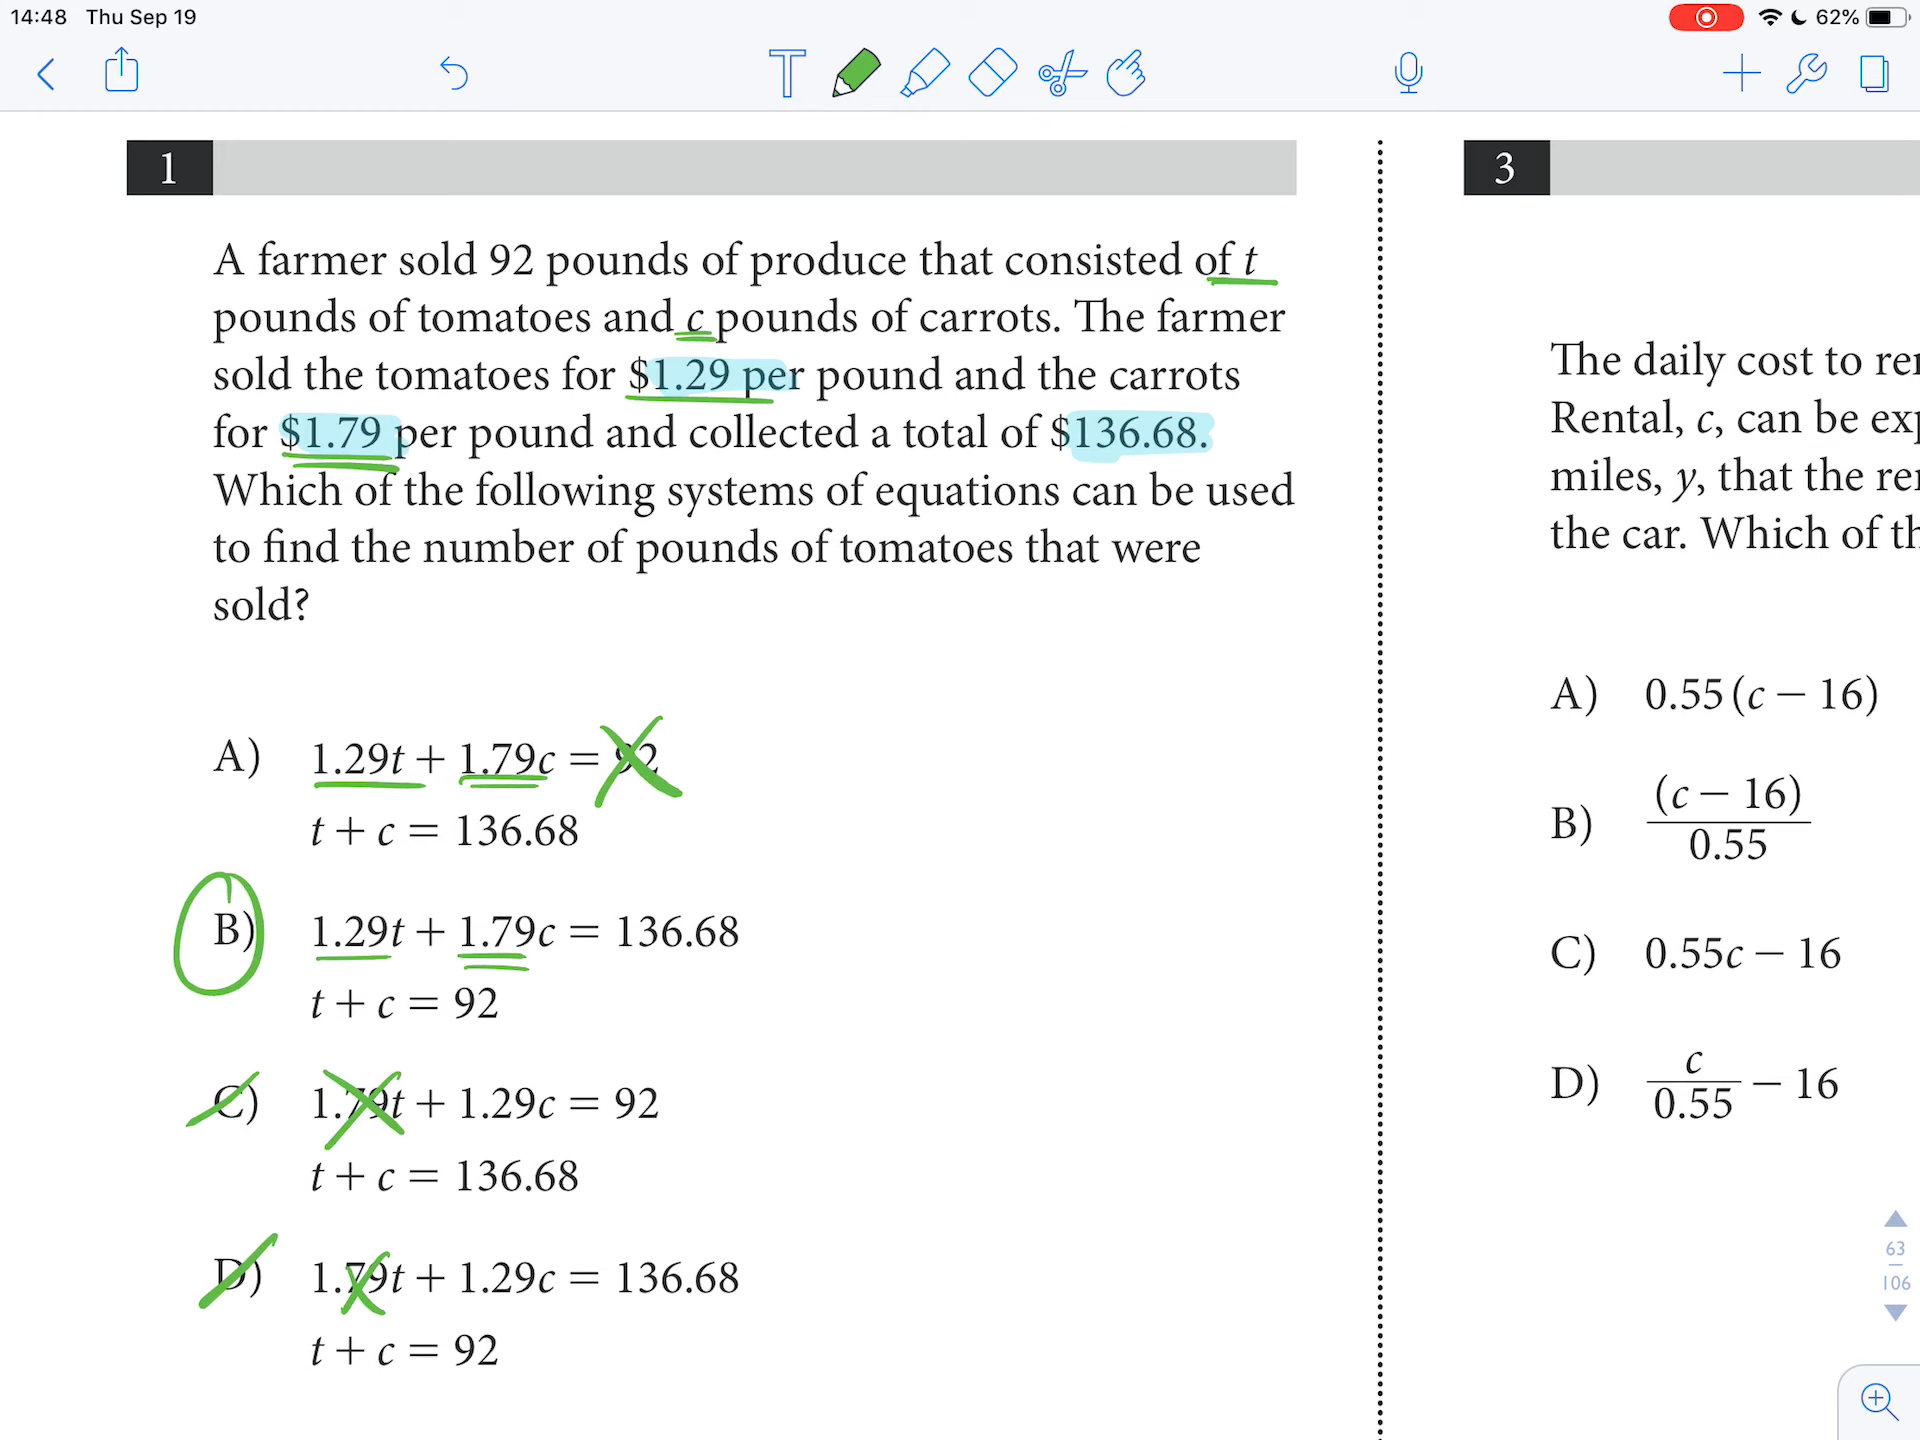 14:48 Thu Sep 19
62%
1
A farmer sold 92 pounds of produce that consisted of t
pounds of tomatoes and c pounds of carrots. The farmer
sold the tomatoes for $1.29 per pound and the carrots
for $1.79 per pound and collected a total of $136.68.
Which of the following systems of equations can be used
to find the number of pounds of tomatoes that were
sold?
A) 1.29t + 1.79c = 92
t + c = 136.68
B) 1.29t + 1.79c = 136.68
t + c = 92
C) 1.79t + 1.29c = 92
t + c = 136.68
D) 1.79t + 1.29c = 136.68
t + c = 92
3
The daily cost to re
Rental, c, can be ex
miles, y, that the re
the car. Which of th
A) 0.55(c − 16)
B) (c − 16)
0.55
C) 0.55c − 16
D) c
0.55 − 16
63
106